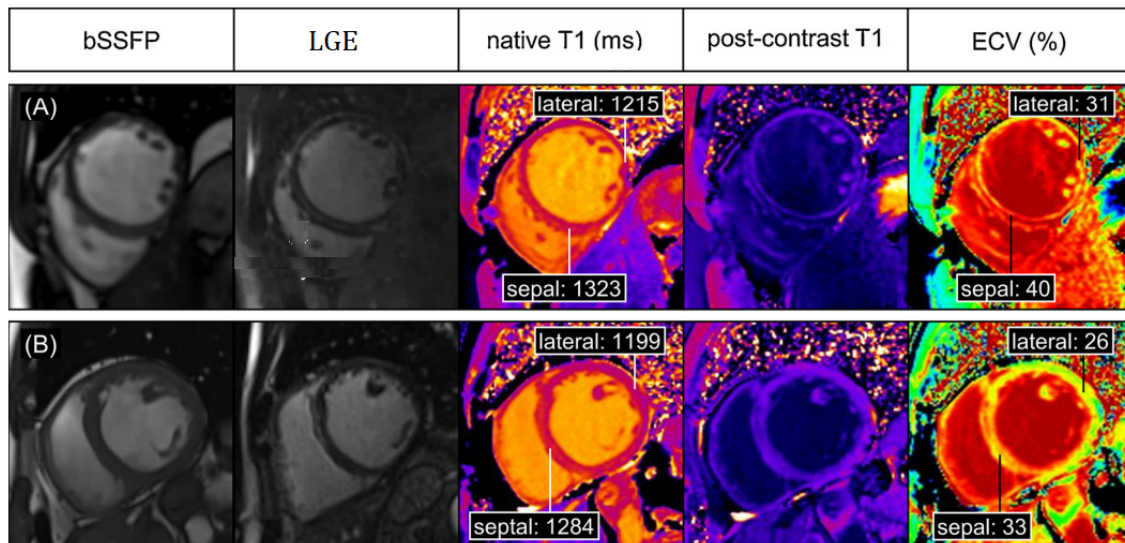 bSSFP
LGE
native T1 (ms)
post-contrast T1
ECV (%)
(A)
lateral: 1215
lateral: 31
sepal: 1323
sepal: 40
(B)
lateral: 1199
lateral: 26
septal: 1284
sepal: 33